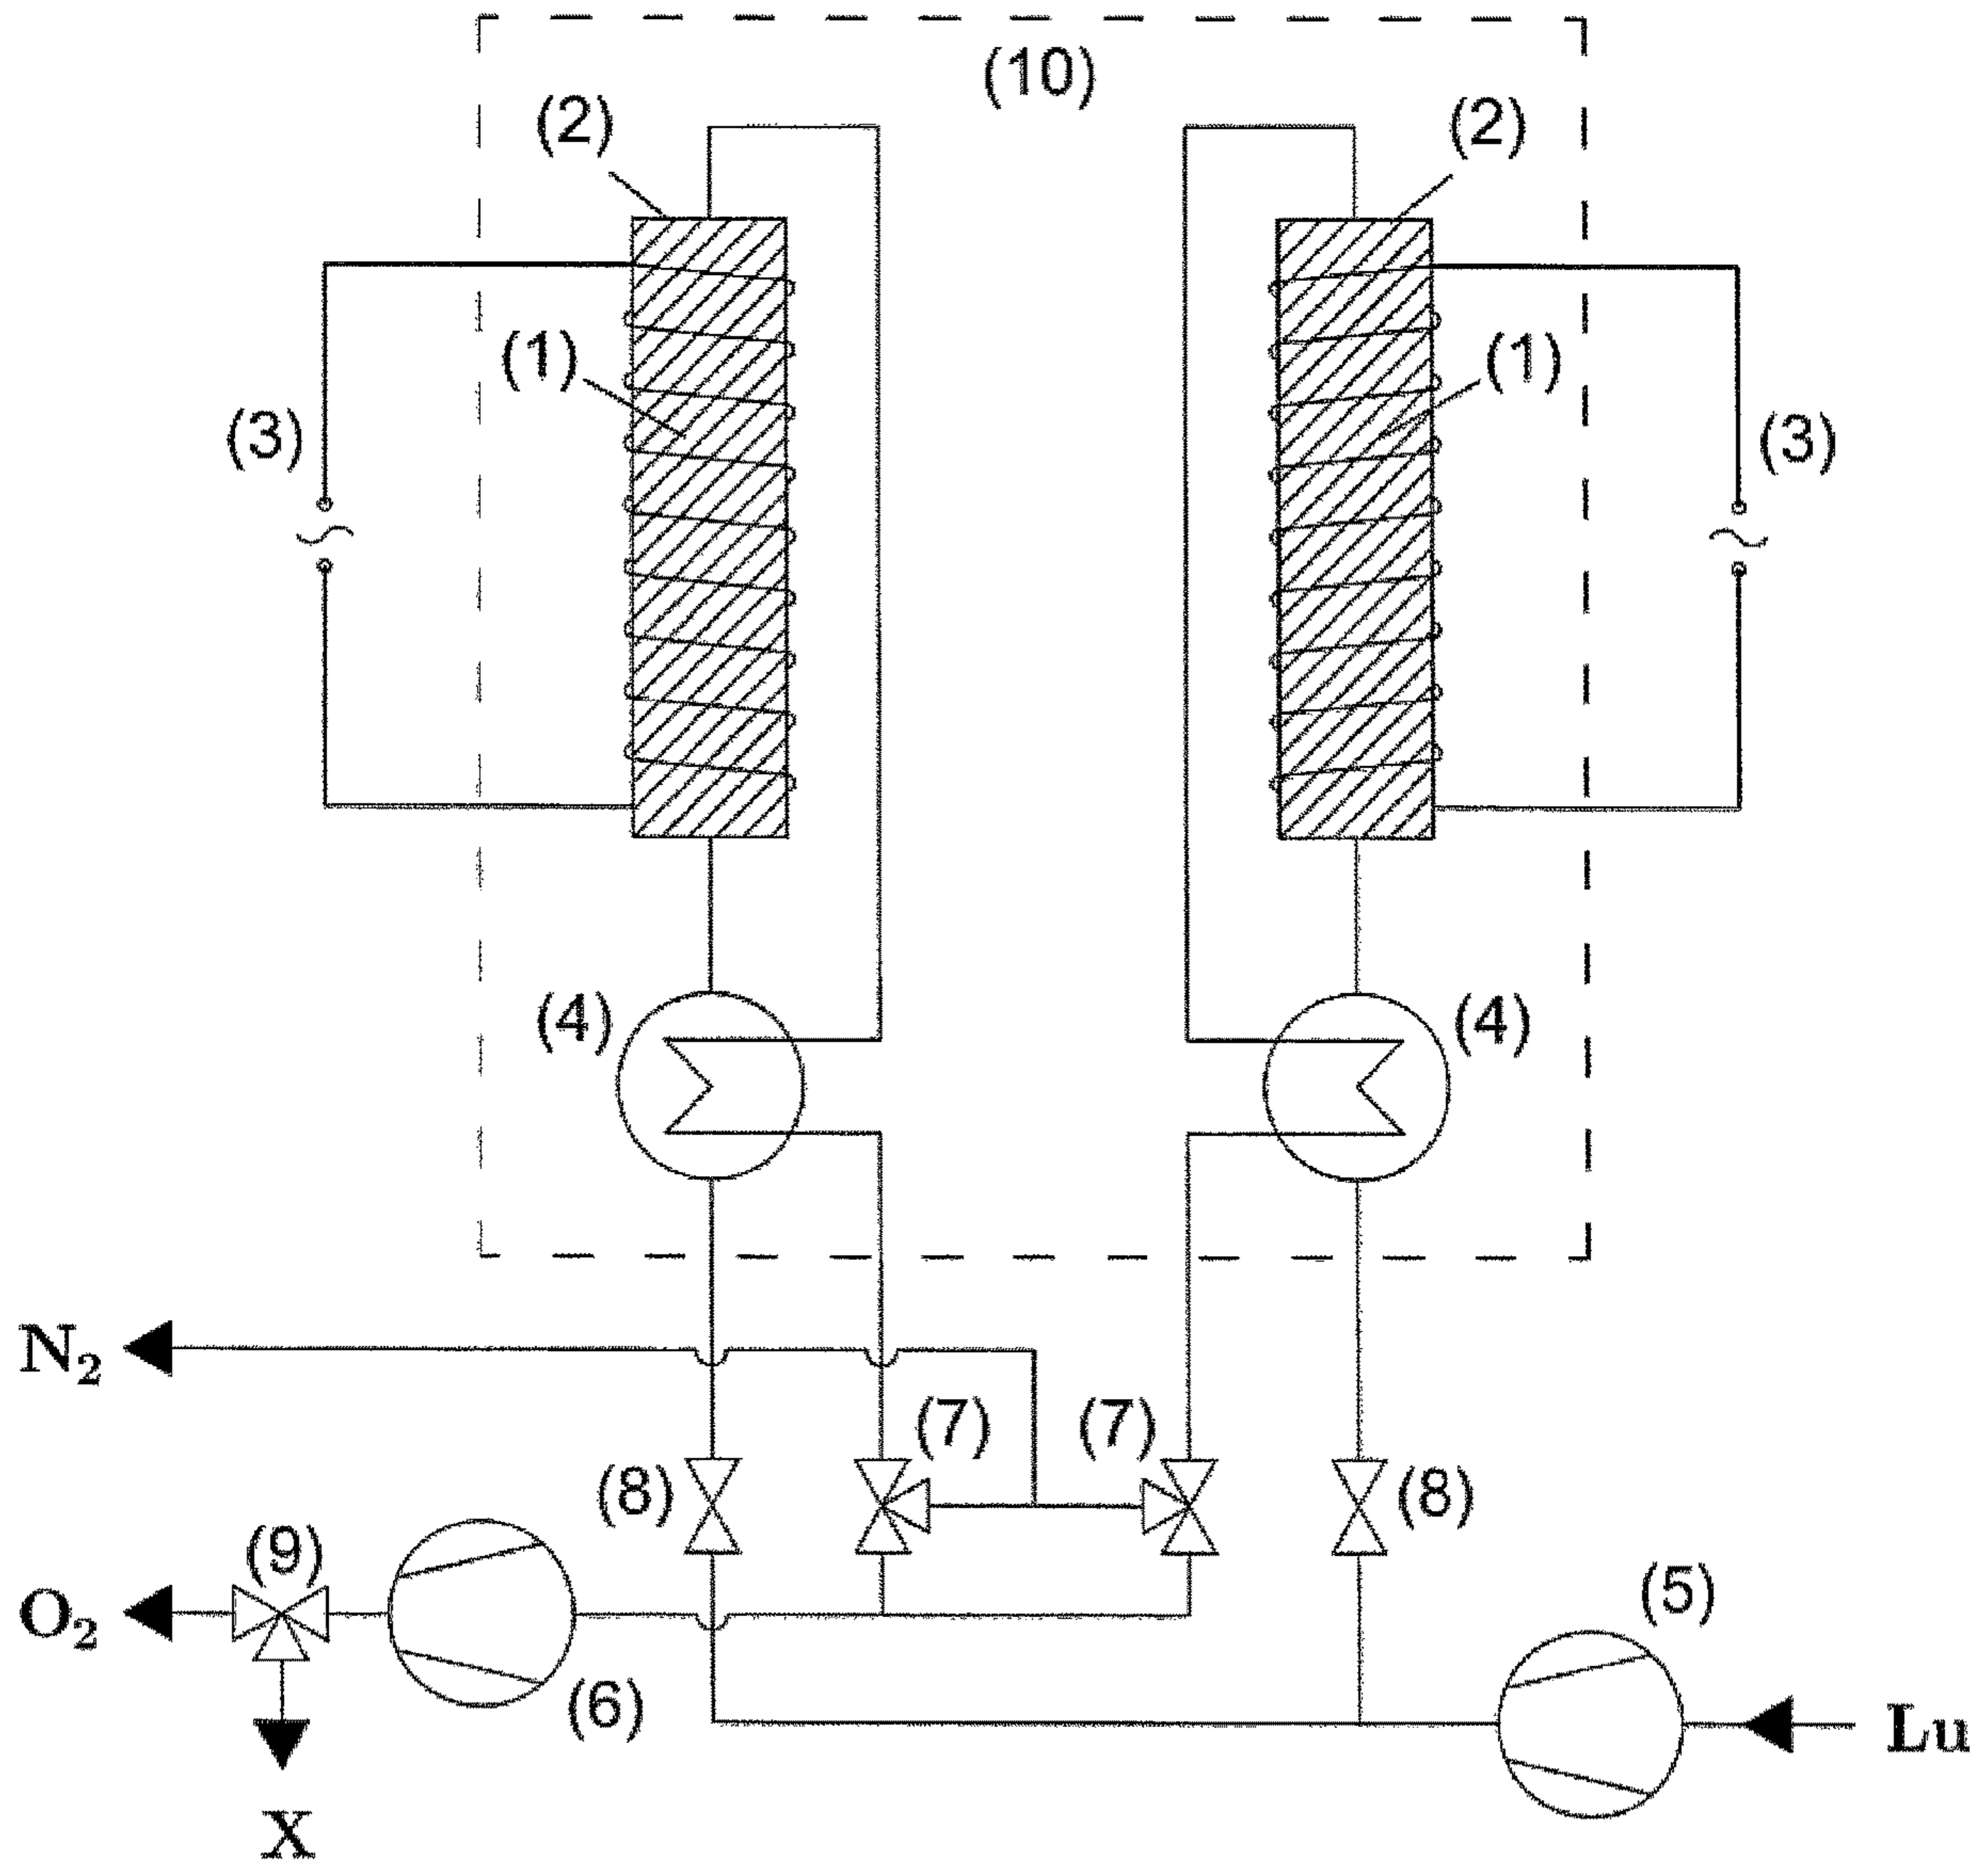 (10)
(2) (2)
(1) (1)
(3) (3)
(4) (4)
N₂
(7) (7)
(8) (8)
(9)
O₂
(5)
(6)
Lu
X